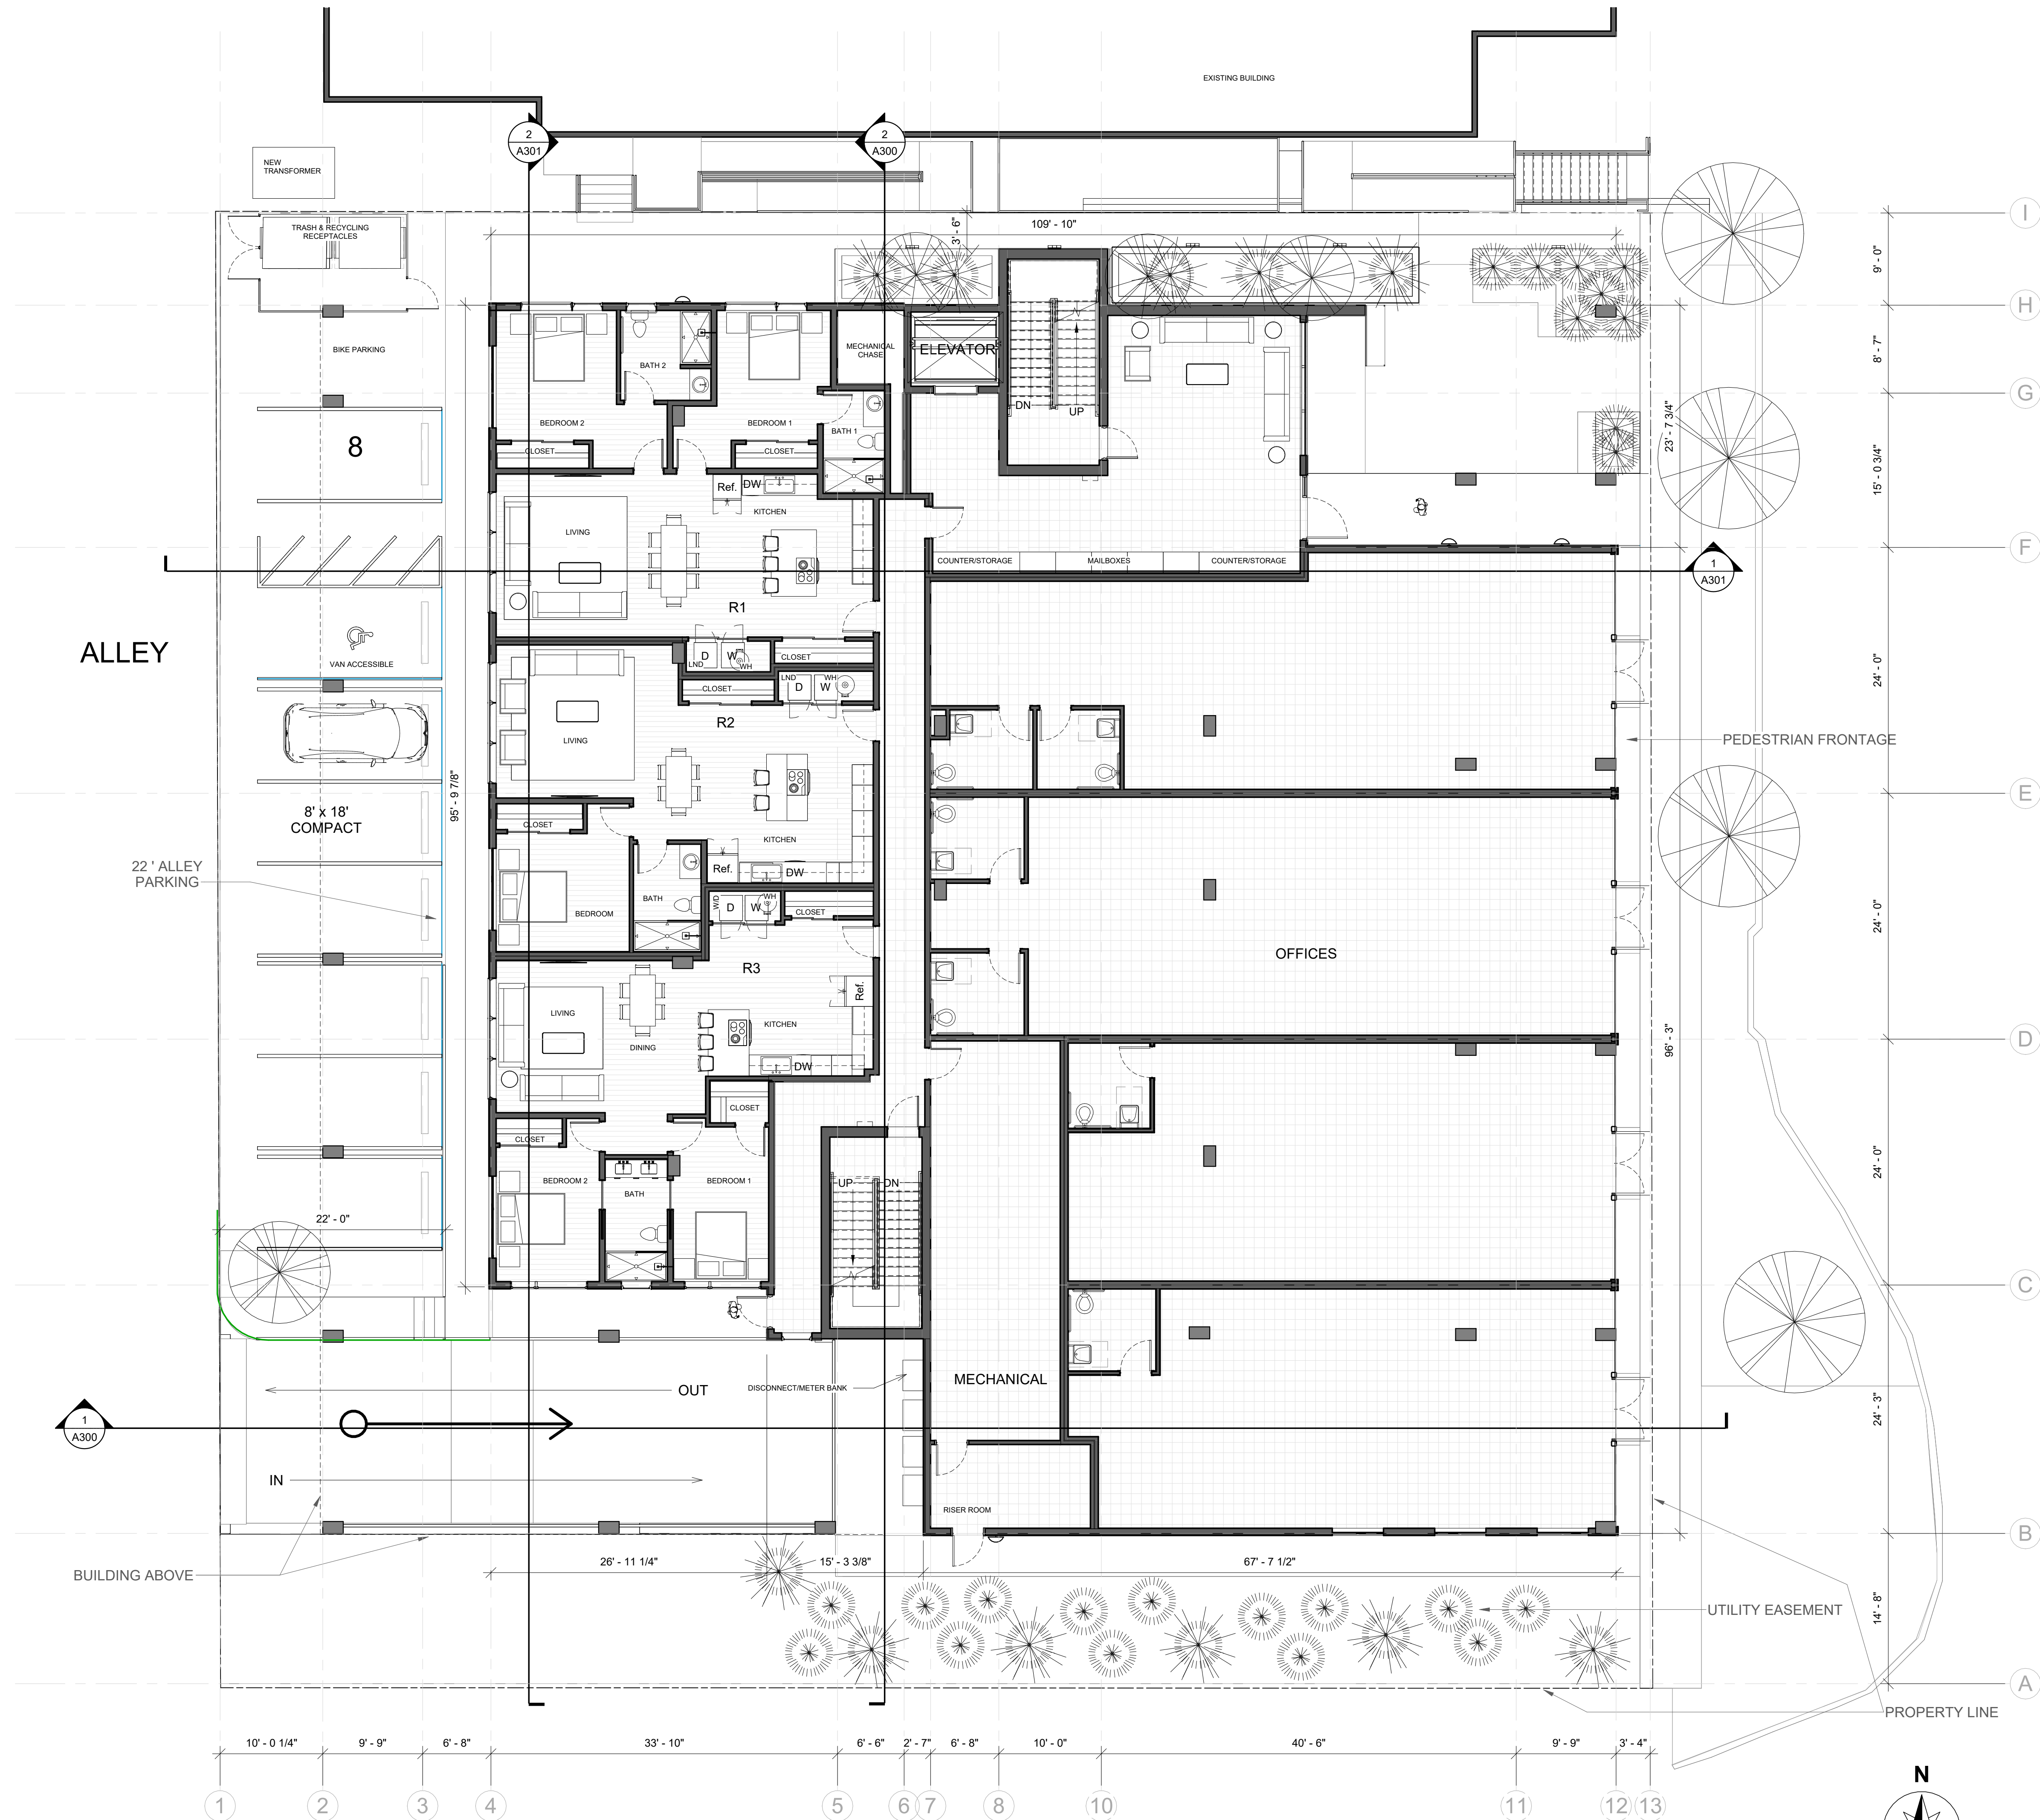 EXISTING BUILDING
2
A301
2
A300
NEW
TRANSFORMER
TRASH & RECYCLING
RECEPTACLES
109' - 10"
3' - 6"
I
9' - 0"
H
BIKE PARKING
BATH 2
MECHANICAL
CHASE
ELEVATOR
8' - 7"
G
DN
UP
BEDROOM 2
BEDROOM 1
BATH 1
23' - 7 3/4"
8
CLOSET
CLOSET
15' - 0 3/4"
Ref.
DW
KITCHEN
LIVING
F
COUNTER/STORAGE
MAILBOXES
COUNTER/STORAGE
1
A301
R1
ALLEY
VAN ACCESSIBLE
LND
D
W
WH
CLOSET
24' - 0"
CLOSET
LND
D
W
WH
R2
LIVING
PEDESTRIAN FRONTAGE
95' - 9 7/8"
E
8' x 18'
COMPACT
CLOSET
KITCHEN
22 ' ALLEY
PARKING
Ref.
DW
BATH
BEDROOM
W/D
D
W
WH
CLOSET
24' - 0"
OFFICES
R3
Ref.
LIVING
KITCHEN
DINING
D
96' - 3"
DW
CLOSET
CLOSET
24' - 0"
BEDROOM 2
BATH
BEDROOM 1
UP
DN
22' - 0"
C
MECHANICAL
OUT
DISCONNECT/METER BANK
24' - 3"
1
A300
IN
RISER ROOM
B
26' - 11 1/4"
15' - 3 3/8"
67' - 7 1/2"
BUILDING ABOVE
UTILITY EASEMENT
14' - 8"
A
PROPERTY LINE
10' - 0 1/4"
9' - 9"
6' - 8"
33' - 10"
6' - 6"
2' - 7"
6' - 8"
10' - 0"
40' - 6"
9' - 9"
3' - 4"
N
1
2
3
4
5
6
7
8
10
11
12
13